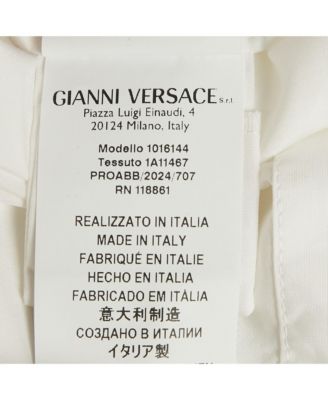 GIANNI VERSACE S.r.l.
Piazza Luigi Einaudi, 4
20124 Milano, Italy
Modello 1016144
Tessuto 1A11467
PROABB/2024/707
RN 118861
REALIZZATO IN ITALIA
MADE IN ITALY
FABRIQUÉ EN ITALIE
HECHO EN ITALIA
FABRICADO EM ITÁLIA
意大利制造
СОЗДАНО В ИТАЛИИ
イタリア製